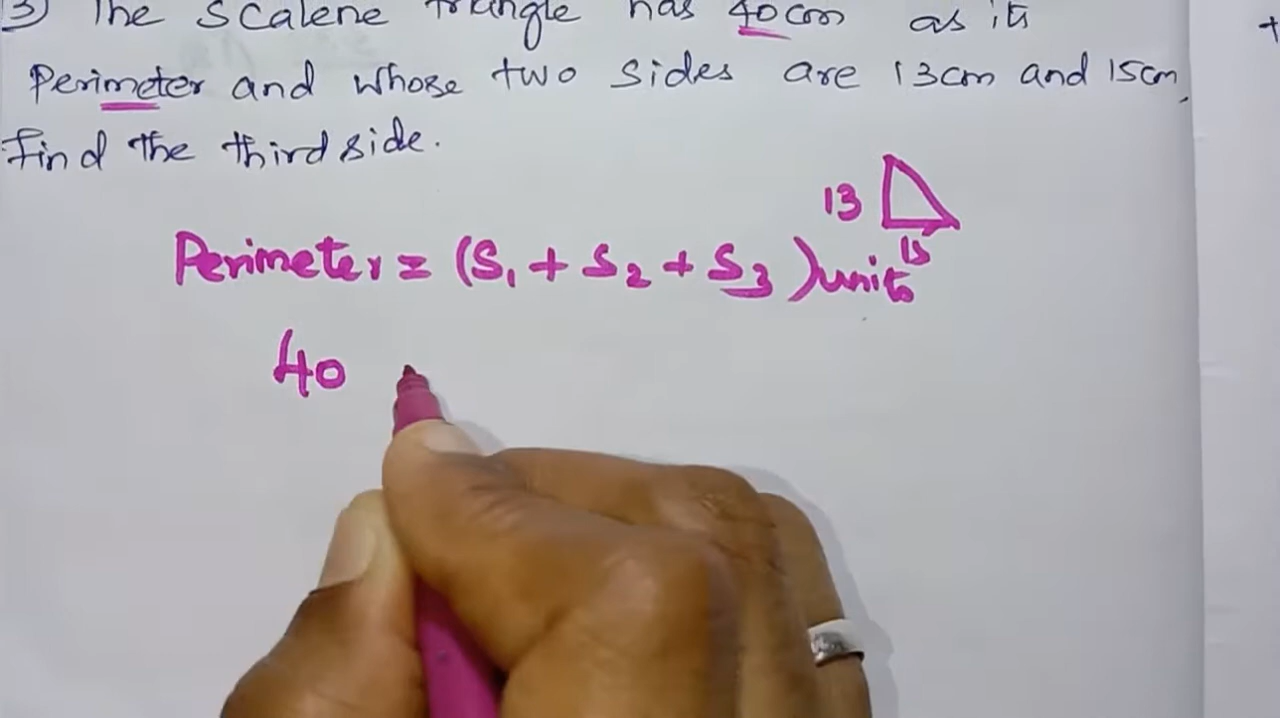 3) The Scalene triangle has 40cm as its
Perimeter and whose two sides are 13cm and 15cm,
Find the third side.
13
15
Perimeter = (S₁ + S₂ + S₃) units
40
+